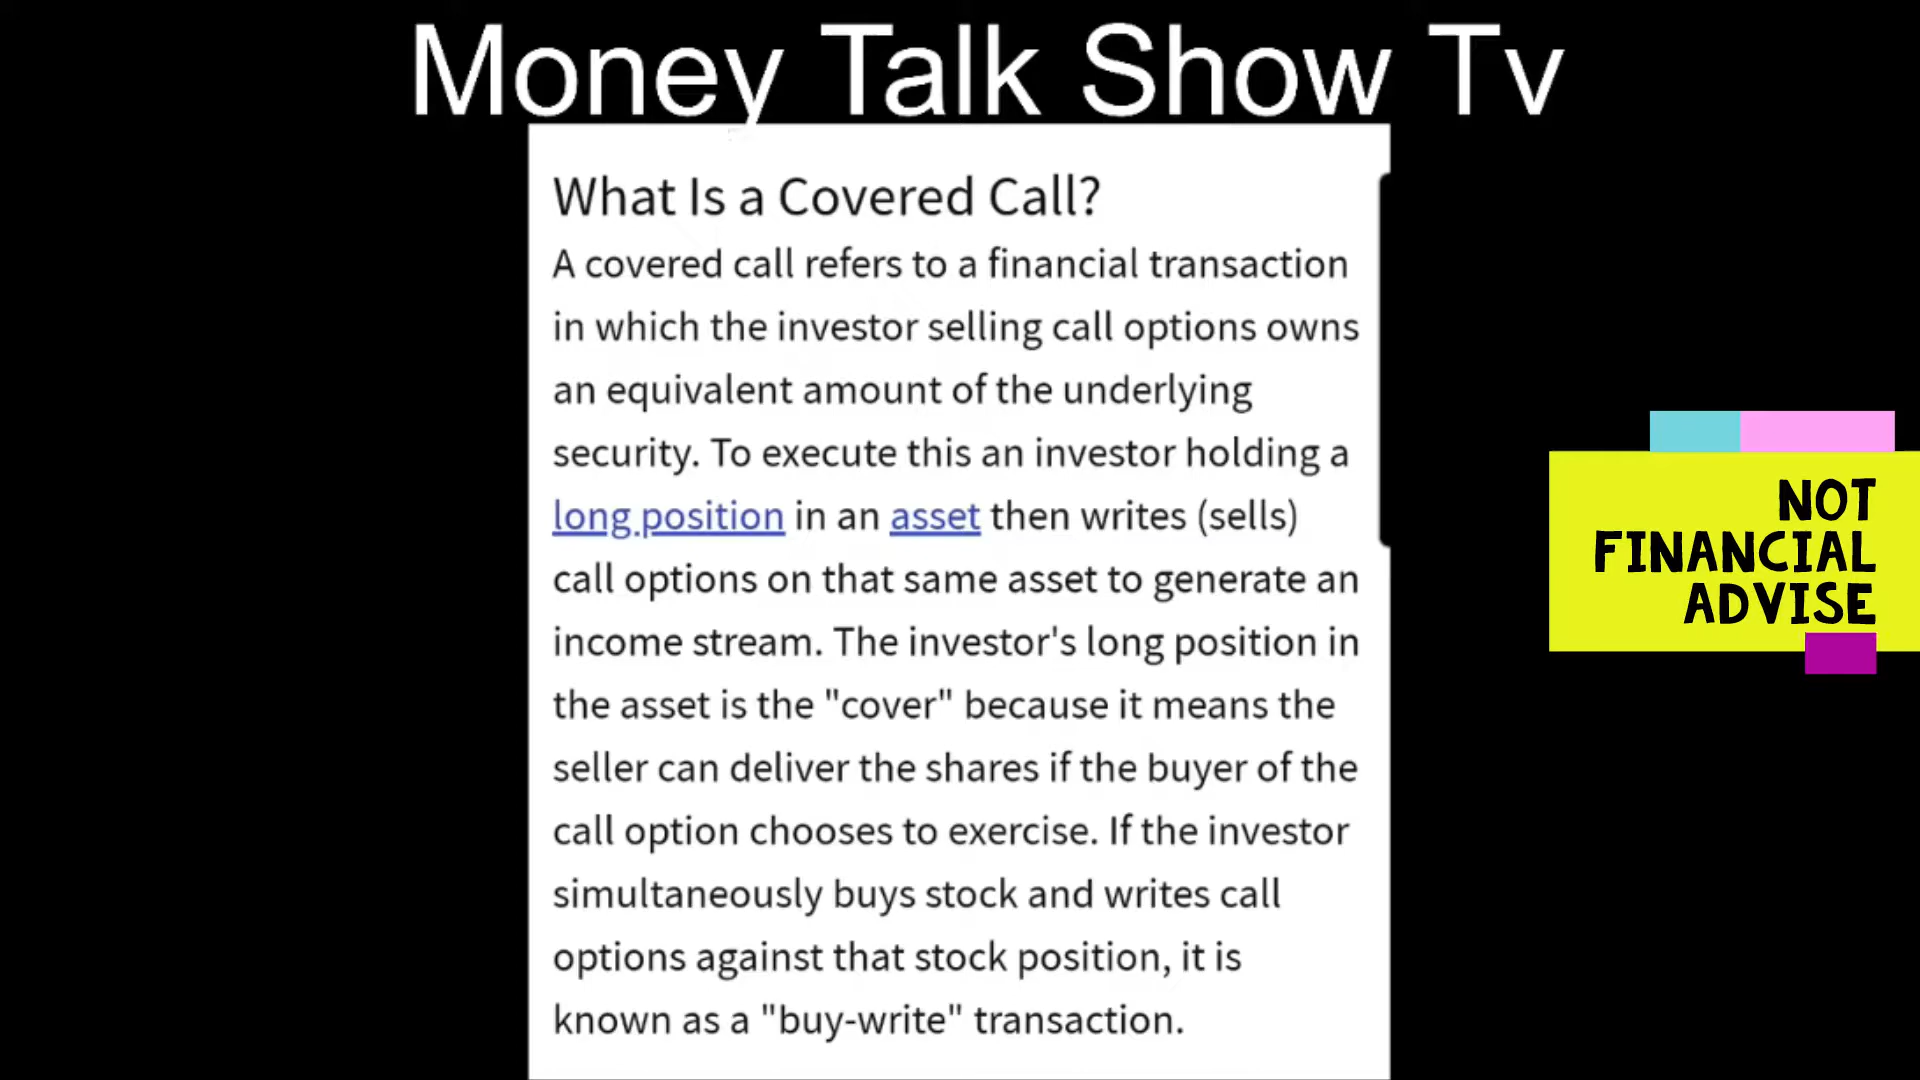 Money Talk Show Tv
What Is a Covered Call?
A covered call refers to a financial transaction
in which the investor selling call options owns
an equivalent amount of the underlying
security. To execute this an investor holding a
long position in an asset then writes (sells)
call options on that same asset to generate an
income stream. The investor's long position in
the asset is the "cover" because it means the
seller can deliver the shares if the buyer of the
call option chooses to exercise. If the investor
simultaneously buys stock and writes call
options against that stock position, it is
known as a "buy-write" transaction.
NOT
FINANCIAL
ADVISE